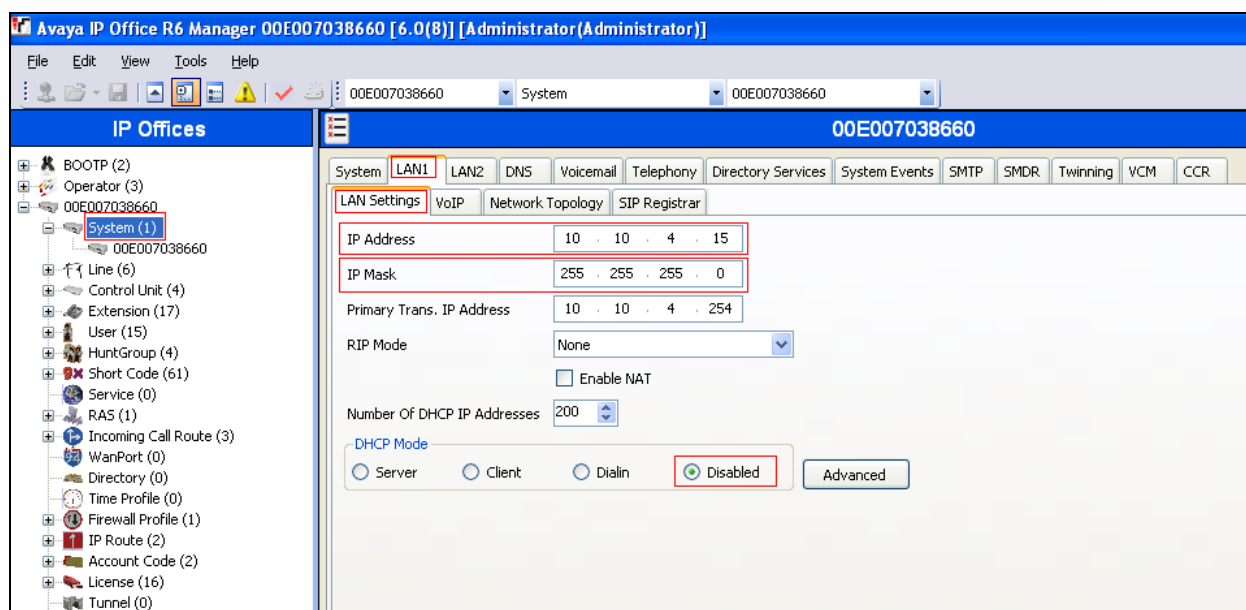 Avaya IP Office R6 Manager 00E007038660 [6.0(8)] [Administrator(Administrator)]
File Edit View Tools Help
00E007038660 System 00E007038660
IP Offices
00E007038660
BOOTP (2)
Operator (3)
00E007038660
System (1)
00E007038660
Line (6)
Control Unit (4)
Extension (17)
User (15)
HuntGroup (4)
Short Code (61)
Service (0)
RAS (1)
Incoming Call Route (3)
WanPort (0)
Directory (0)
Time Profile (0)
Firewall Profile (1)
IP Route (2)
Account Code (2)
License (16)
Tunnel (0)
System LAN1 LAN2 DNS Voicemail Telephony Directory Services System Events SMTP SMDR Twinning VCM CCR
LAN Settings VoIP Network Topology SIP Registrar
IP Address 10 . 10 . 4 . 15
IP Mask 255 . 255 . 255 . 0
Primary Trans. IP Address 10 . 10 . 4 . 254
RIP Mode None
Enable NAT
Number Of DHCP IP Addresses 200
DHCP Mode
Server Client Dialin Disabled Advanced